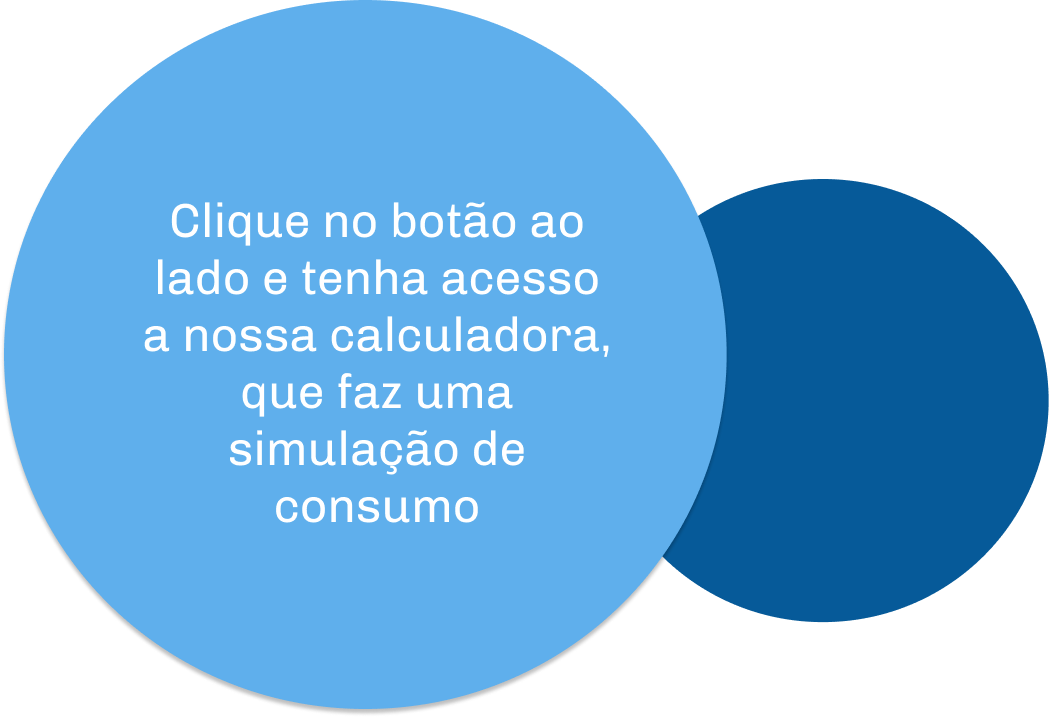 Clique no botão ao
lado e tenha acesso
a nossa calculadora,
que faz uma
simulação de
consumo